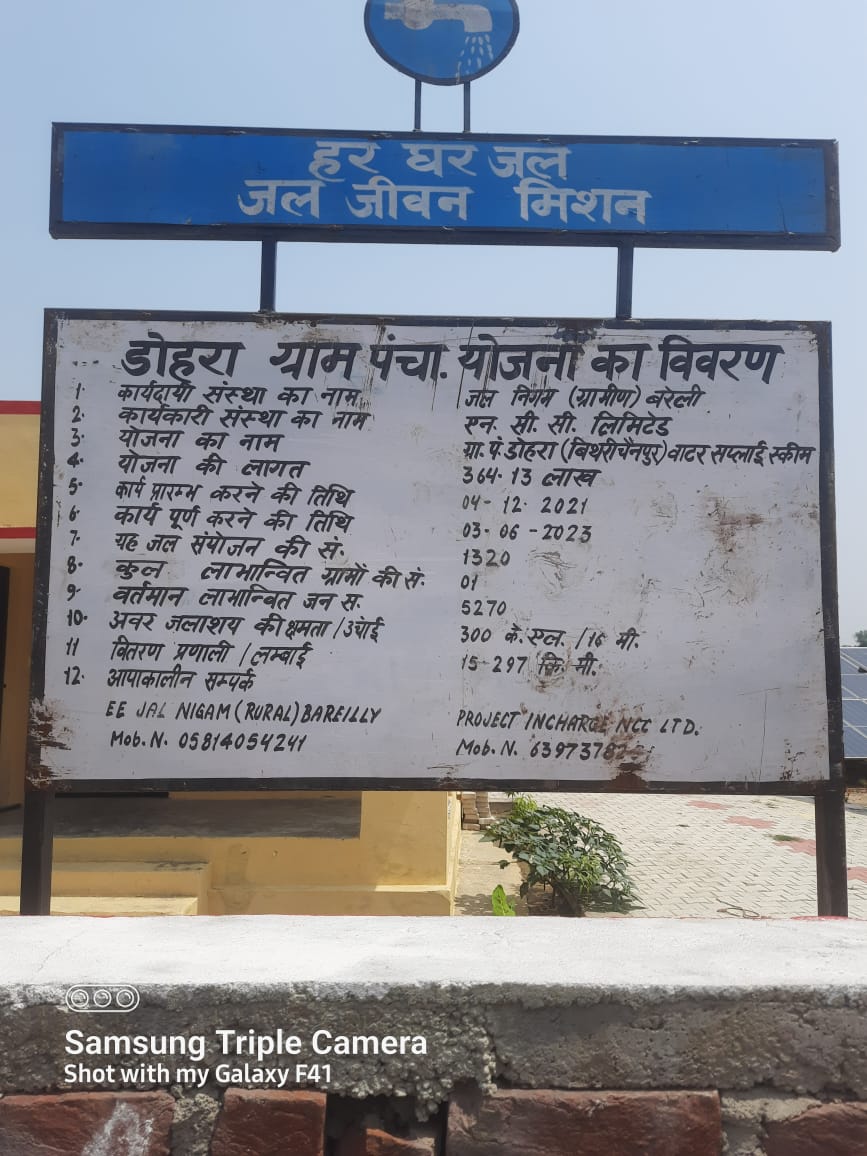 हर घर जल
जल जीवन मिशन
डोहरा ग्राम पंचा. योजना का विवरण
1. कार्यदायी संस्था का नाम जल निगम (ग्रामीण) बरेली
2. कार्यकारी संस्था का नाम एन. सी. सी. लिमिटेड
3. योजना का नाम ग्रा. पं. डोहरा (बिथरीचैनपुर) वाटर सप्लाई स्कीम
4. योजना की लागत 364.13 लाख
5. कार्य प्रारम्भ करने की तिथि 04-12-2021
6. कार्य पूर्ण करने की तिथि 03-06-2023
7. गृह जल संयोजन की सं. 1320
8. कुल लाभान्वित ग्रामों की सं. 01
9. वर्तमान लाभान्वित जन स. 5270
10. अवर जलाशय की क्षमता / उंचाई 300 के. एल. / 16 मी.
11 वितरण प्रणाली / लम्बाई 15-297 कि. मी.
12. आपाकालीन सम्पर्क
EE JAL NIGAM (RURAL) BAREILLY PROJECT INCHARGE NCC LTD.
Mob. N. 05814054241 Mob. N.
Samsung Triple Camera
Shot with my Galaxy F41